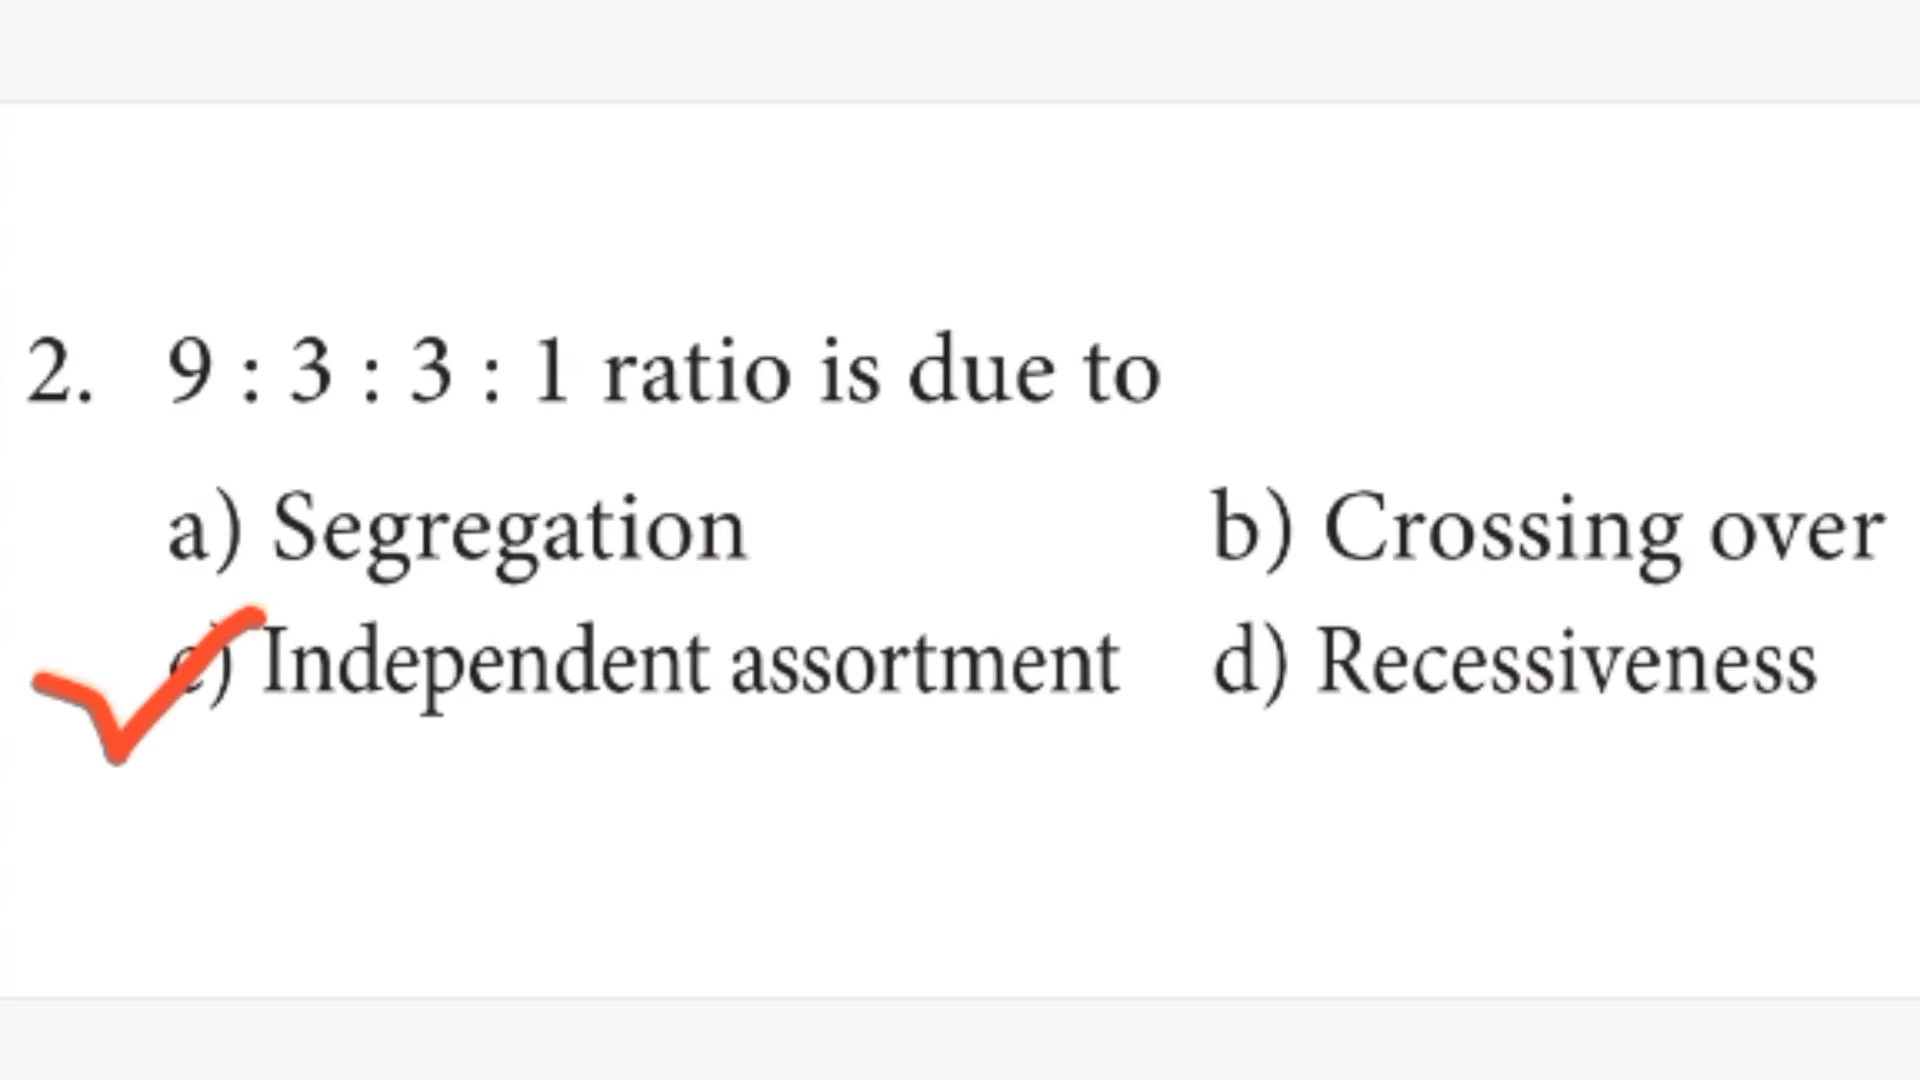 2. 9 : 3 : 3 : 1 ratio is due to
a) Segregation b) Crossing over
c) Independent assortment d) Recessiveness